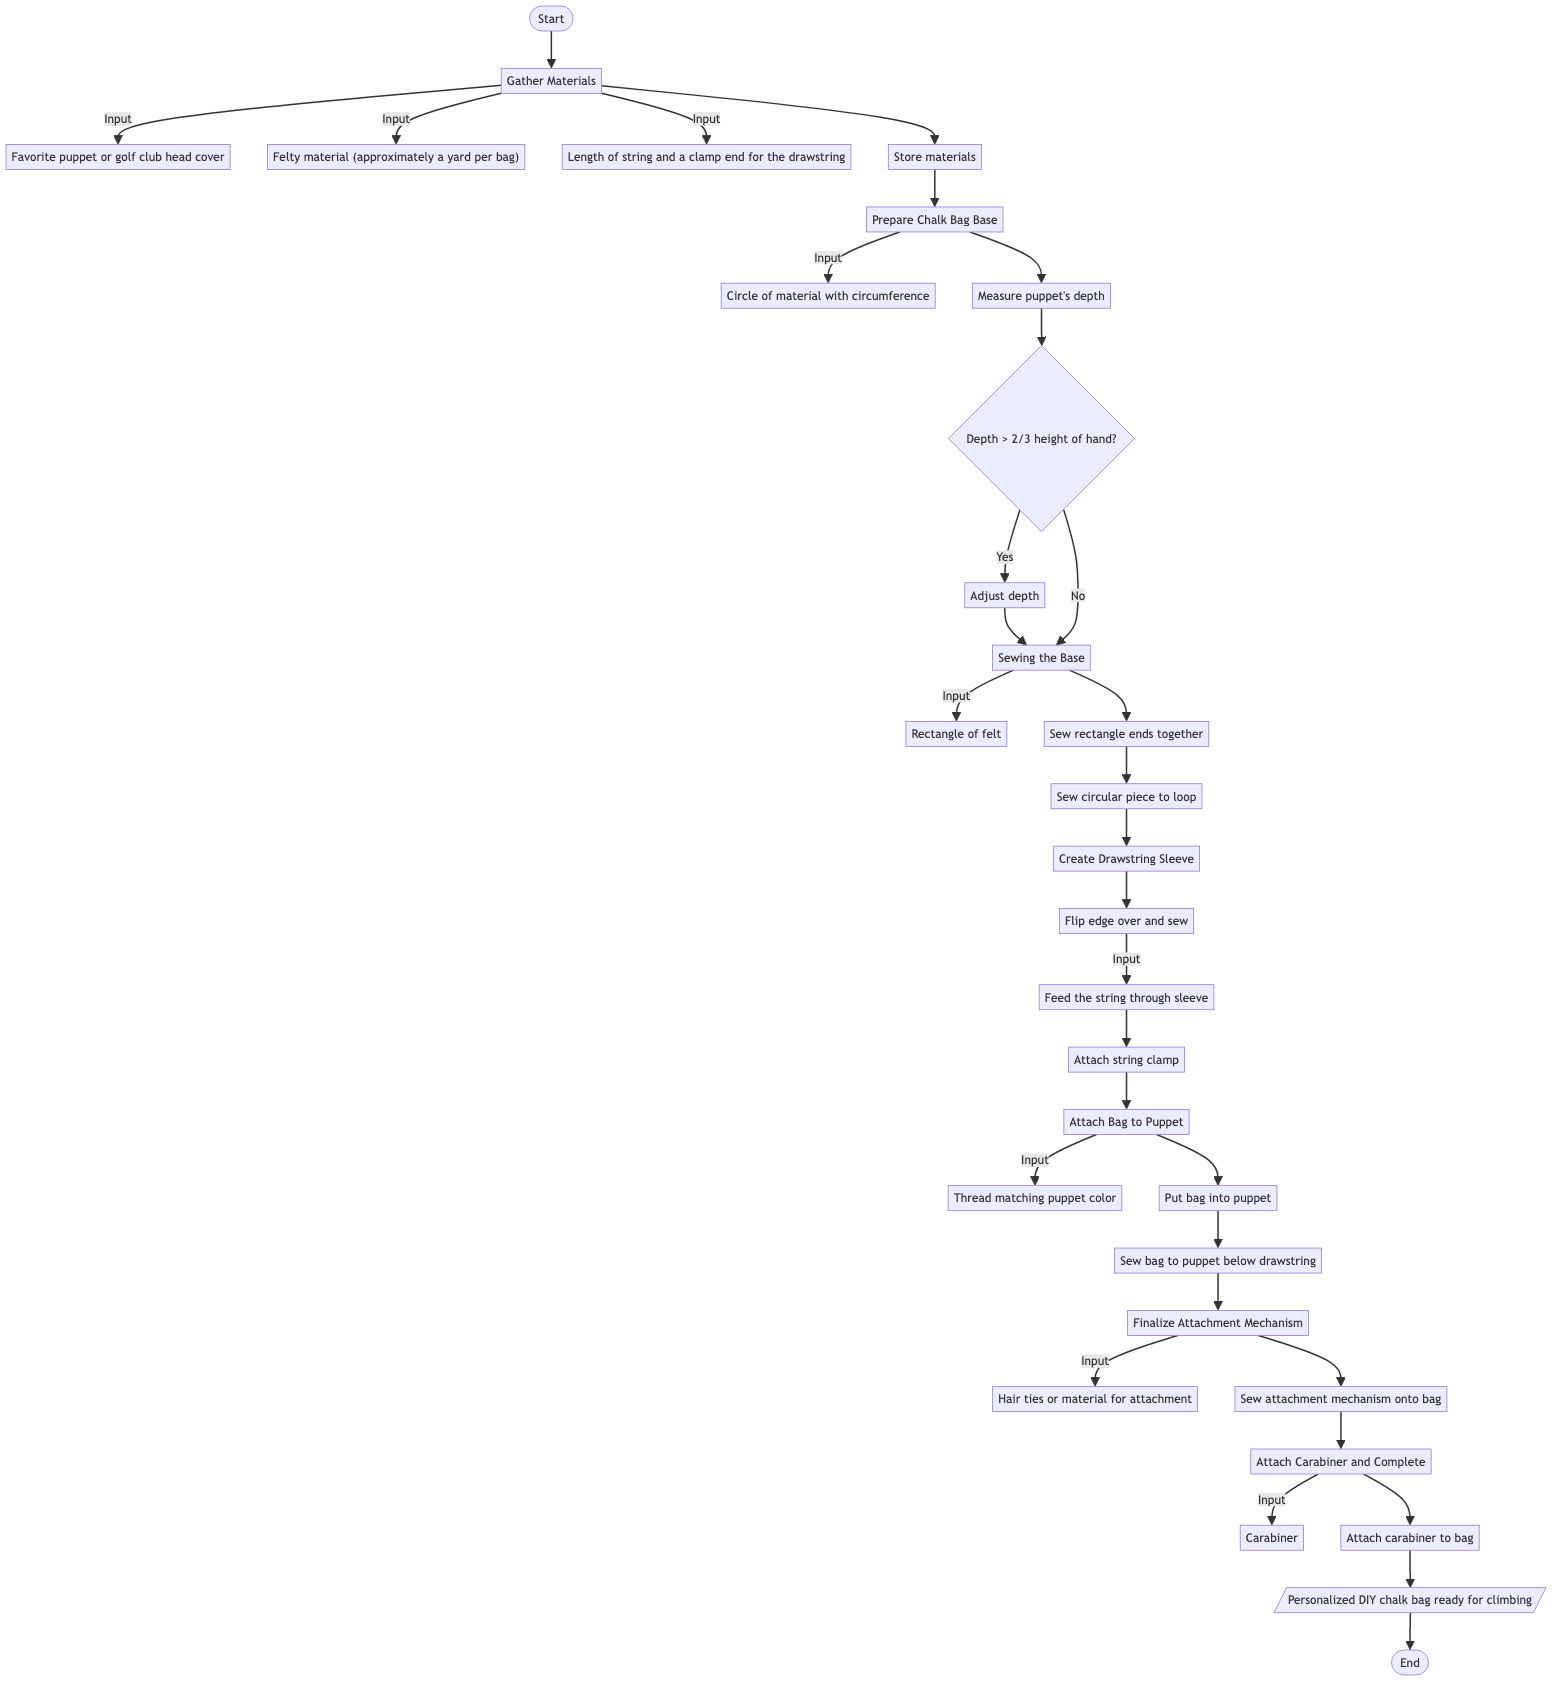 Start
Gather Materials
Input
Input
Input
Favorite puppet or golf club head cover
Felty material (approximately a yard per bag)
Length of string and a clamp end for the drawstring
Store materials
Prepare Chalk Bag Base
Input
Circle of material with circumference
Measure puppet's depth
Depth > 2/3 height of hand?
Yes
No
Adjust depth
Sewing the Base
Input
Rectangle of felt
Sew rectangle ends together
Sew circular piece to loop
Create Drawstring Sleeve
Flip edge over and sew
Input
Feed the string through sleeve
Attach string clamp
Attach Bag to Puppet
Input
Thread matching puppet color
Put bag into puppet
Sew bag to puppet below drawstring
Finalize Attachment Mechanism
Input
Hair ties or material for attachment
Sew attachment mechanism onto bag
Attach Carabiner and Complete
Input
Carabiner
Attach carabiner to bag
Personalized DIY chalk bag ready for climbing
End